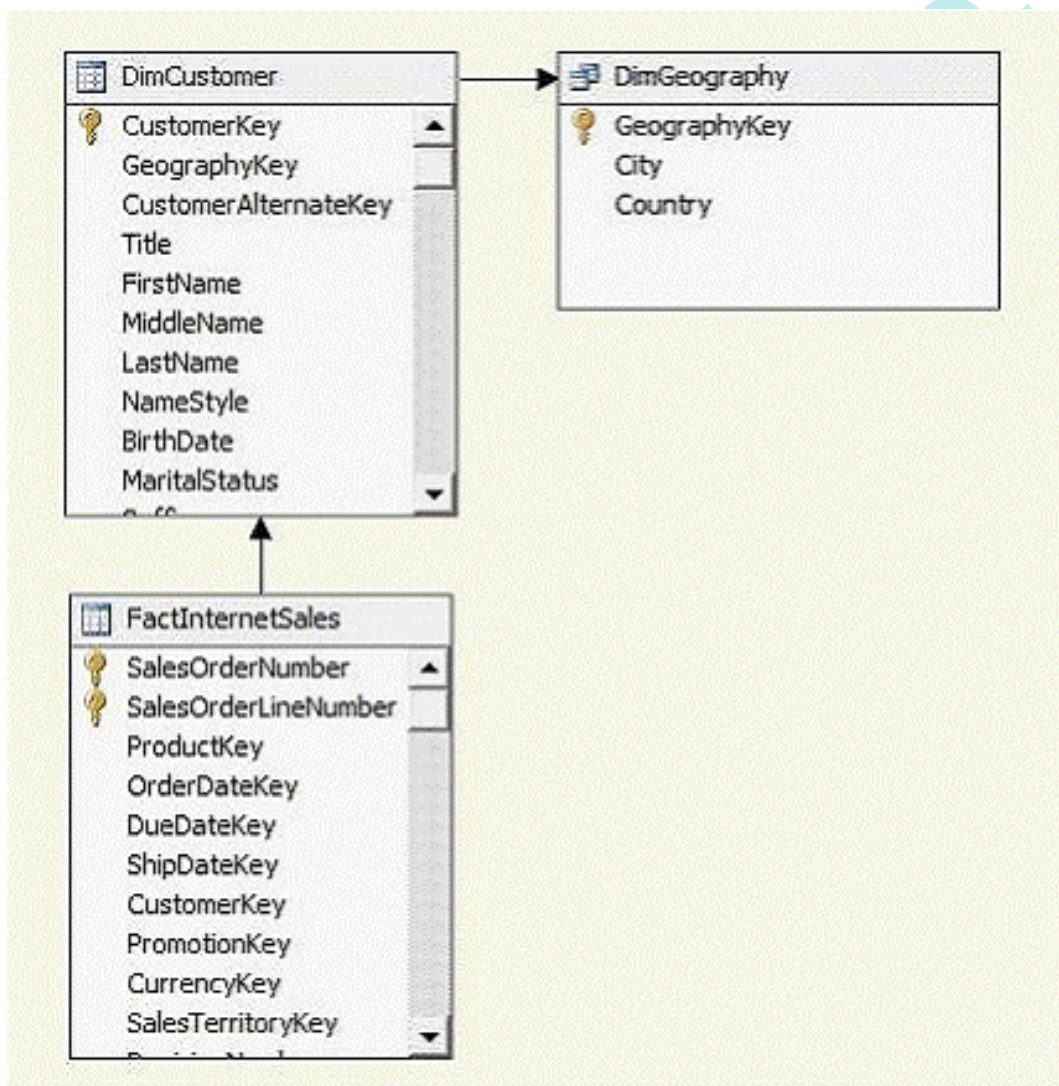 DimCustomer
CustomerKey
GeographyKey
CustomerAlternateKey
Title
FirstName
MiddleName
LastName
NameStyle
BirthDate
MaritalStatus
DimGeography
GeographyKey
City
Country
FactInternetSales
SalesOrderNumber
SalesOrderLineNumber
ProductKey
OrderDateKey
DueDateKey
ShipDateKey
CustomerKey
PromotionKey
CurrencyKey
SalesTerritoryKey